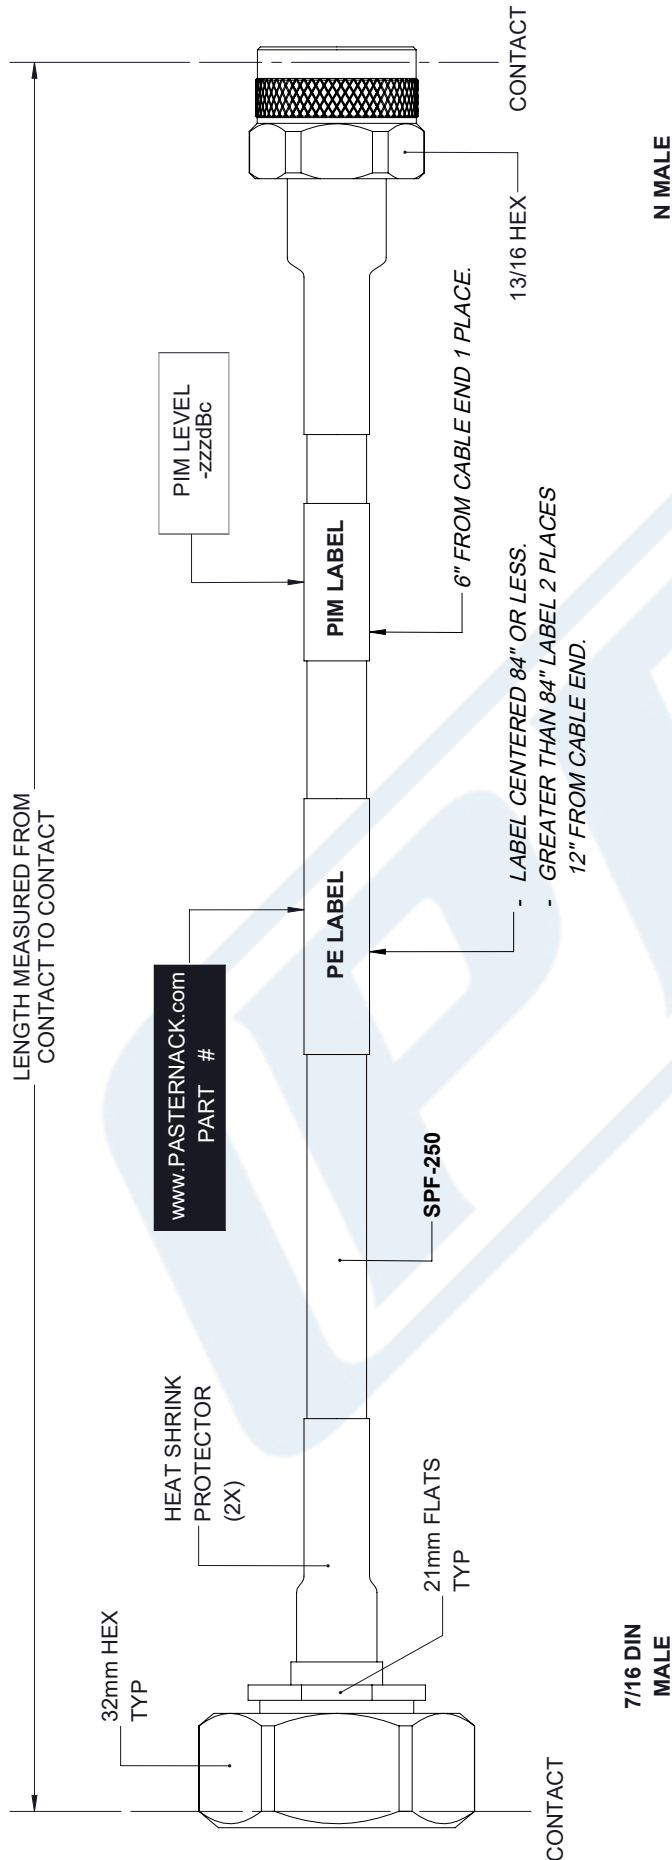 LENGTH MEASURED FROM
CONTACT TO CONTACT
32mm HEX
TYP
HEAT SHRINK
PROTECTOR
(2X)
www.PASTERNACK.com
PART #
PIM LEVEL
-zzzdBc
PE LABEL
PIM LABEL
21mm FLATS
TYP
SPF-250
- LABEL CENTERED 84" OR LESS.
- GREATER THAN 84" LABEL 2 PLACES
12" FROM CABLE END.
6" FROM CABLE END 1 PLACE.
13/16 HEX
CONTACT
CONTACT
7/16 DIN
MALE
N MALE